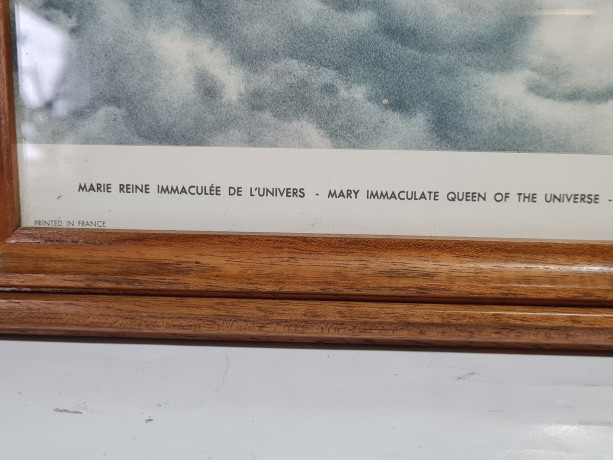 MARIE REINE IMMACULÉE DE L'UNIVERS - MARY IMMACULATE QUEEN OF THE UNIVERSE -
PRINTED IN FRANCE